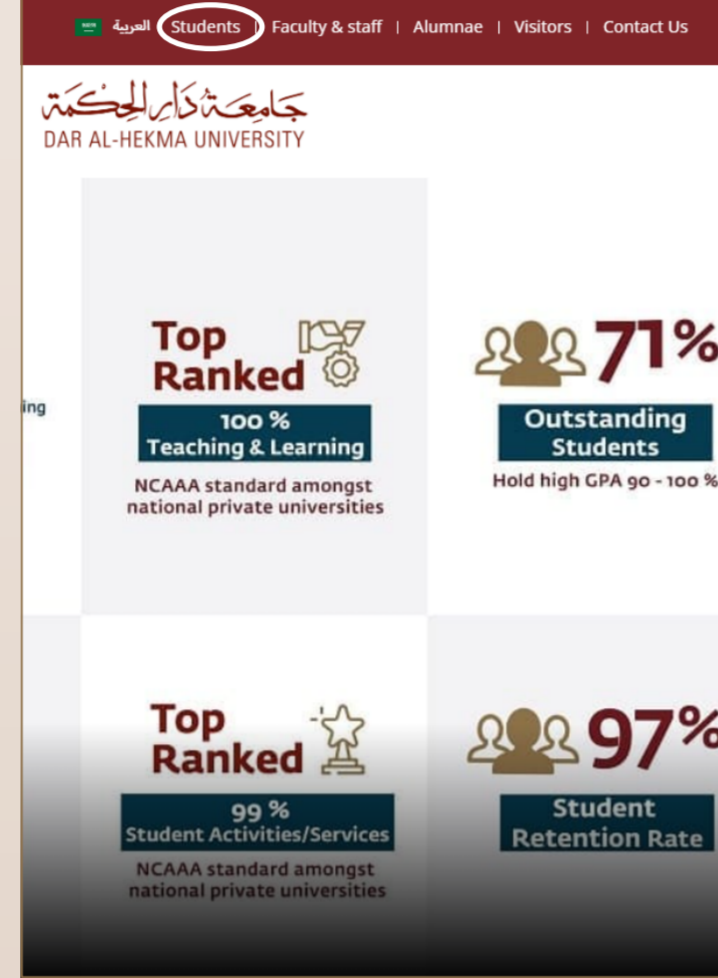 العربية Students | Faculty & staff | Alumnae | Visitors | Contact Us
جامعة دار الحكمة
DAR AL-HEKMA UNIVERSITY
Top
Ranked
100 %
Teaching & Learning
NCAAA standard amongst
national private universities
71%
Outstanding
Students
Hold high GPA 90 - 100 %
ing
Top
Ranked
99 %
Student Activities/Services
NCAAA standard amongst
national private universities
97%
Student
Retention Rate